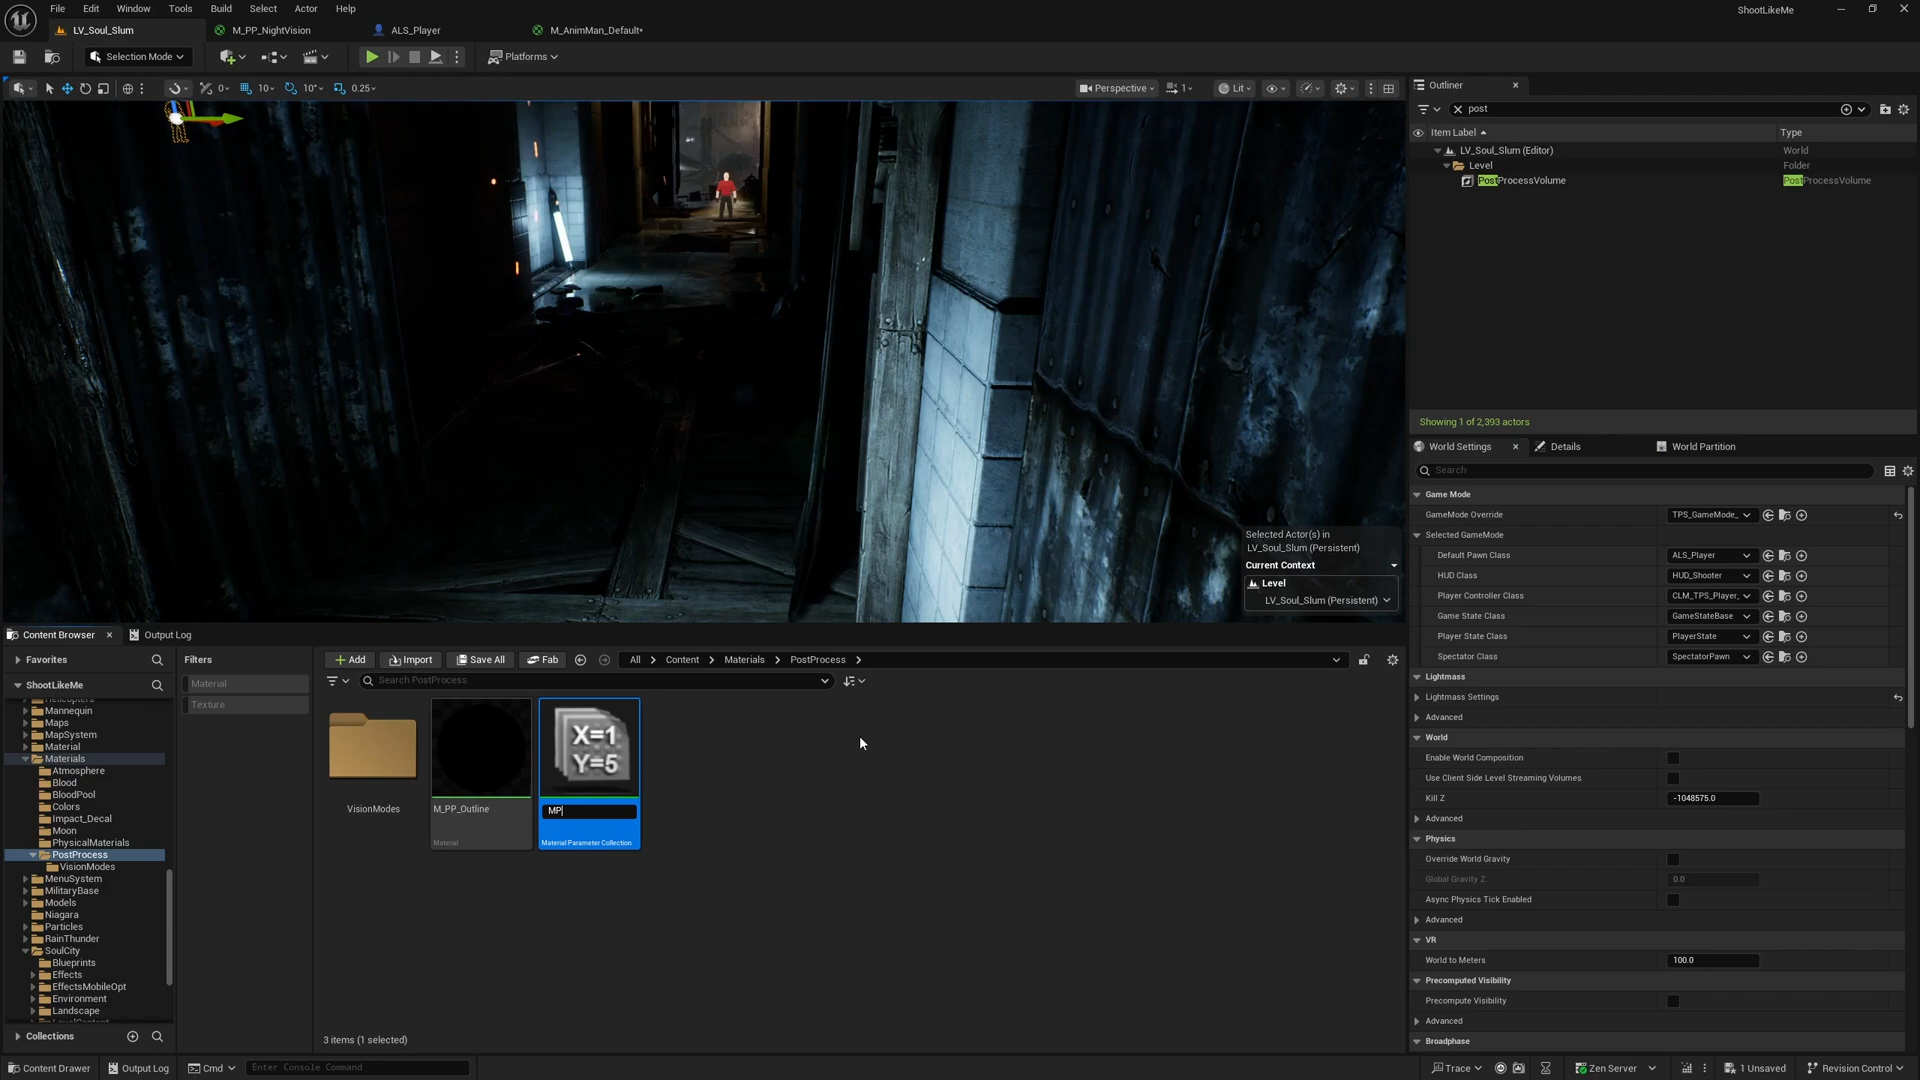 File Edit Window Tools Build Select Actor Help
ShootLikeMe
LV_Soul_Slum
M_PP_NightVision
ALS_Player
M_AnimMan_Default•
Selection Mode
Platforms
0°
10
10°
0.25
Perspective
1
Lit
Selected Actor(s) in
LV_Soul_Slum (Persistent)
Current Context
Level
LV_Soul_Slum (Persistent)
Outliner
post
Item Label
Type
LV_Soul_Slum (Editor)
World
Level
Folder
PostProcessVolume
PostProcessVolume
Showing 1 of 2,393 actors
World Settings
Details
World Partition
Search
Game Mode
GameMode Override
TPS_GameMode_
Selected GameMode
Default Pawn Class
ALS_Player
HUD Class
HUD_Shooter
Player Controller Class
CLM_TPS_Player_
Game State Class
GameStateBase
Player State Class
PlayerState
Spectator Class
SpectatorPawn
Lightmass
Lightmass Settings
Advanced
World
Enable World Composition
Use Client Side Level Streaming Volumes
Kill Z
-1048575.0
Advanced
Physics
Override World Gravity
Global Gravity Z
0.0
Async Physics Tick Enabled
Advanced
VR
World to Meters
100.0
Precomputed Visibility
Precompute Visibility
Advanced
Broadphase
Content Browser
Output Log
Favorites
ShootLikeMe
Mannequin
Maps
MapSystem
Material
Materials
Atmosphere
Blood
BloodPool
Colors
Impact_Decal
Moon
PhysicalMaterials
PostProcess
VisionModes
MenuSystem
MilitaryBase
Models
Niagara
Particles
RainThunder
SoulCity
Blueprints
Effects
EffectsMobileOpt
Environment
Landscape
Collections
Filters
Material
Texture
Add
Import
Save All
Fab
All
Content
Materials
PostProcess
Search PostProcess
VisionModes
M_PP_Outline
Material
X=1
Y=5
MP
Material Parameter Collection
3 items (1 selected)
Content Drawer
Output Log
Cmd
Enter Console Command
Trace
Zen Server
1 Unsaved
Revision Control